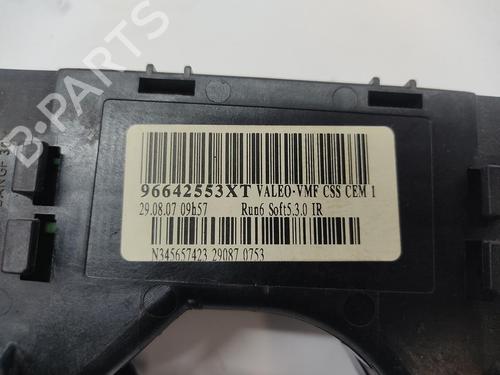 B-PARTS
96642553XT VALEO-VMF CSS CEM 1
29.08.07 09h57 Run6 Soft5.3.0 IR
N345657423 29087 0753